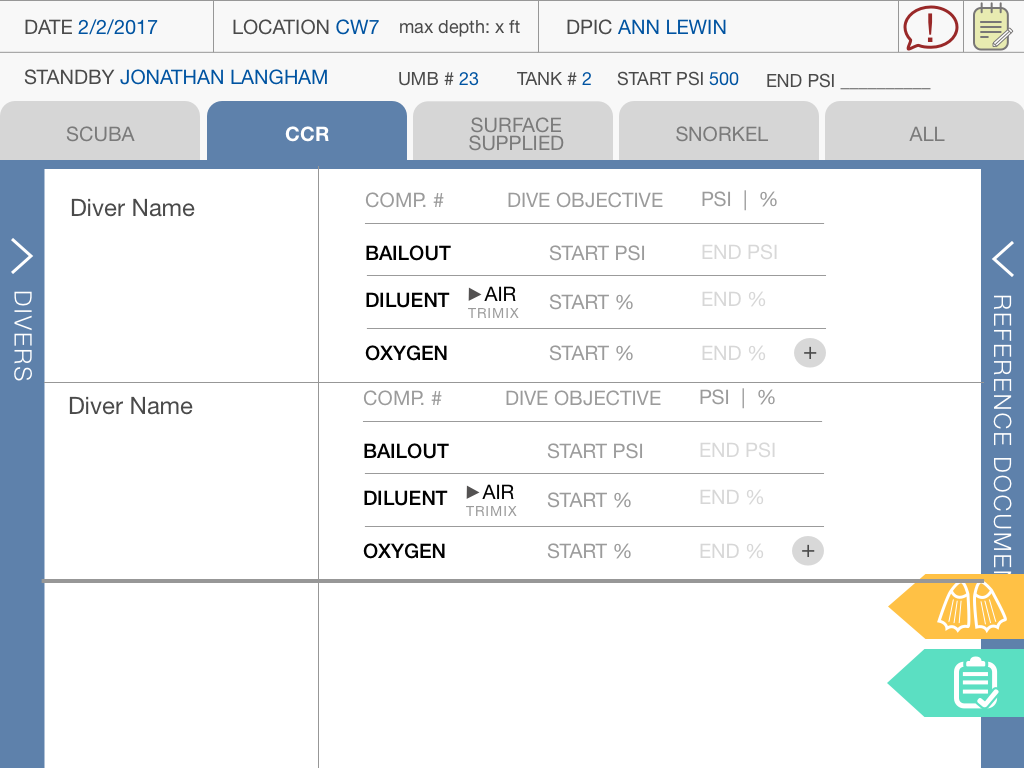 DATE 2/2/2017 LOCATION CW7 max depth: x ft DPIC ANN LEWIN !
STANDBY JONATHAN LANGHAM UMB # 23 TANK # 2 START PSI 500 END PSI __________
SCUBA CCR SURFACE SUPPLIED SNORKEL ALL
DIVERS
Diver Name
COMP. # DIVE OBJECTIVE PSI | %
BAILOUT START PSI END PSI
DILUENT ▶AIR START % END %
TRIMIX
OXYGEN START % END % +
Diver Name
COMP. # DIVE OBJECTIVE PSI | %
BAILOUT START PSI END PSI
DILUENT ▶AIR START % END %
TRIMIX
OXYGEN START % END % +
REFERENCE DOCUMEN